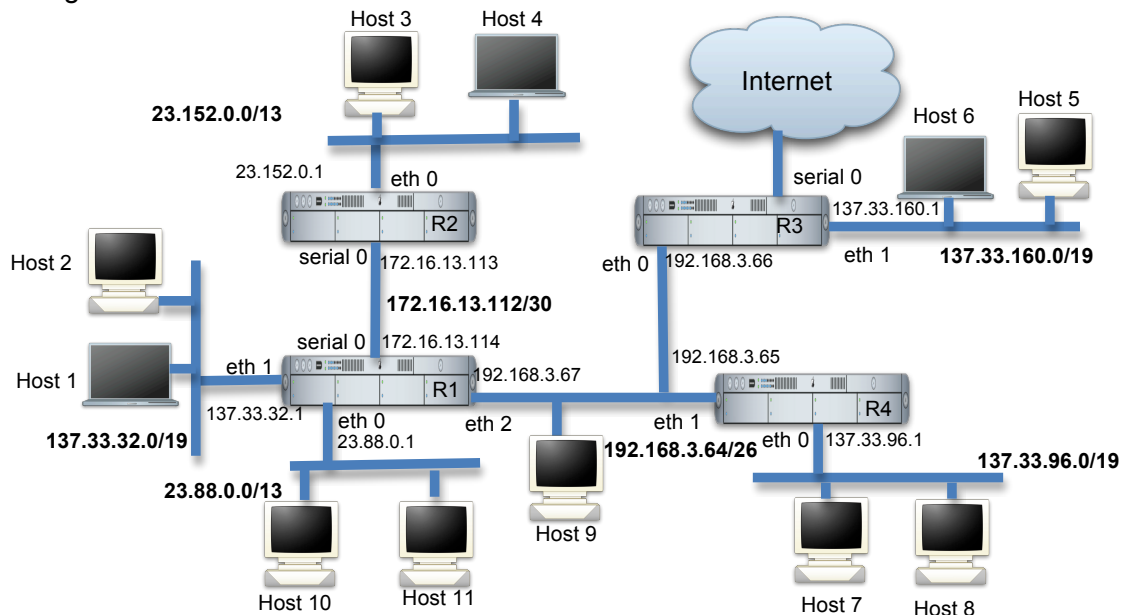 Host 3
Host 4
Internet
Host 5
Host 6
23.152.0.0/13
23.152.0.1
eth 0
serial 0
137.33.160.1
R2
R3
Host 2
serial 0
172.16.13.113
eth 0
192.168.3.66
eth 1
137.33.160.0/19
172.16.13.112/30
serial 0
172.16.13.114
192.168.3.65
Host 1
eth 1
192.168.3.67
R1
R4
137.33.32.1
eth 0
eth 2
eth 1
137.33.32.0/19
23.88.0.1
192.168.3.64/26
eth 0
137.33.96.1
137.33.96.0/19
23.88.0.0/13
Host 9
Host 10
Host 11
Host 7
Host 8